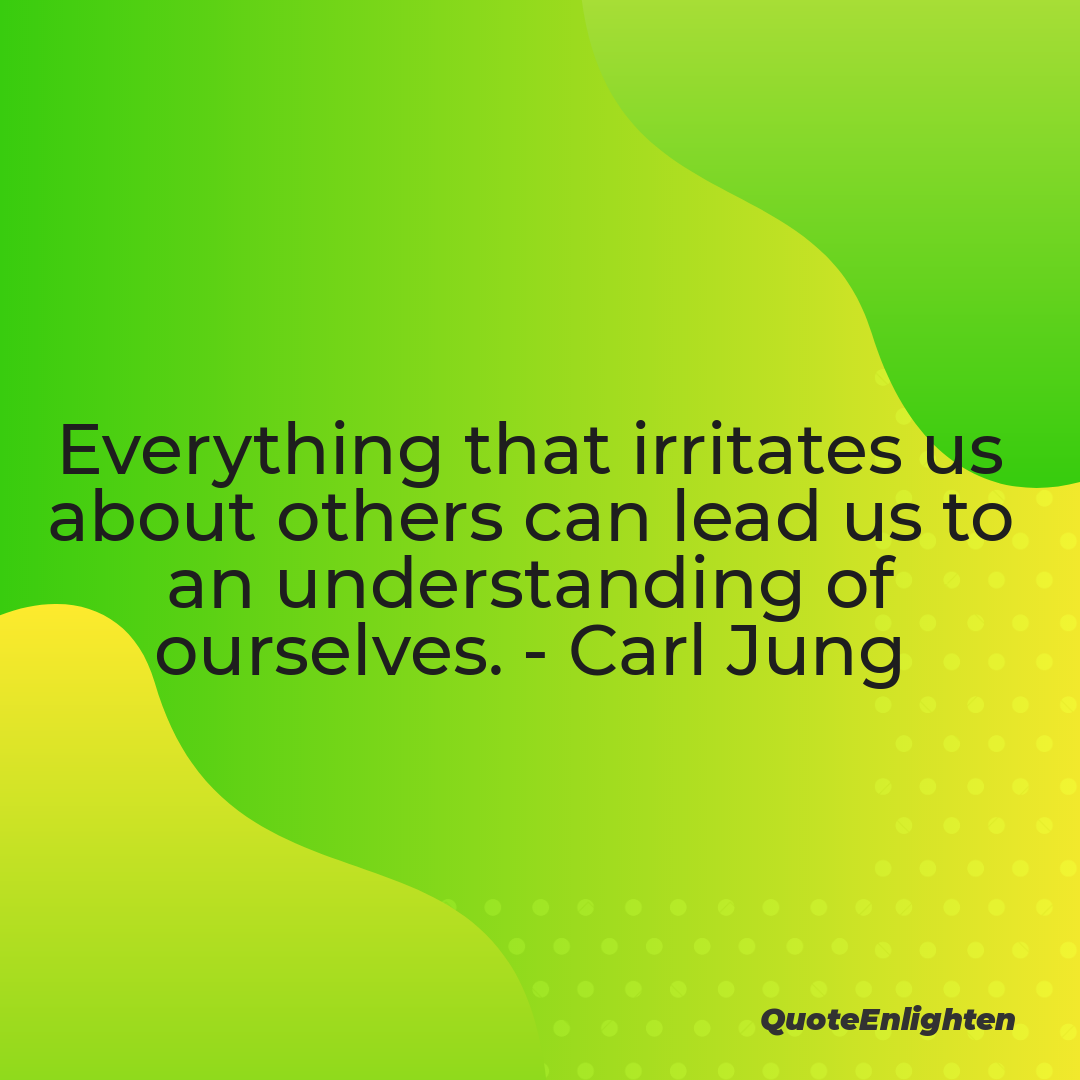 Everything that irritates us
about others can lead us to
an understanding of
ourselves. - Carl Jung
QuoteEnlighten